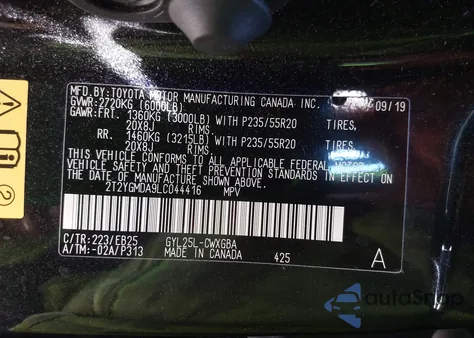 MFD. BY: TOYOTA MOTOR MANUFACTURING CANADA INC. 09/19
GVWR: 2720KG (6000LB)
GAWR: FRT. 1360KG (3000LB) WITH P235/55R20 TIRES,
20X8J RIMS,
RR. 1460KG (3215LB) WITH P235/55R20 TIRES,
20X8J RIMS,
THIS VEHICLE CONFORMS TO ALL APPLICABLE FEDERAL MOTOR
VEHICLE SAFETY AND THEFT PREVENTION STANDARDS IN EFFECT ON
THE DATE OF MANUFACTURE SHOWN ABOVE.
2T2YGMDA9LC044416 MPV
C/TR: 223/EB25 GYL25L-CWXGBA
A/TM: -02A/P313 MADE IN CANADA 425 A
autoSnap